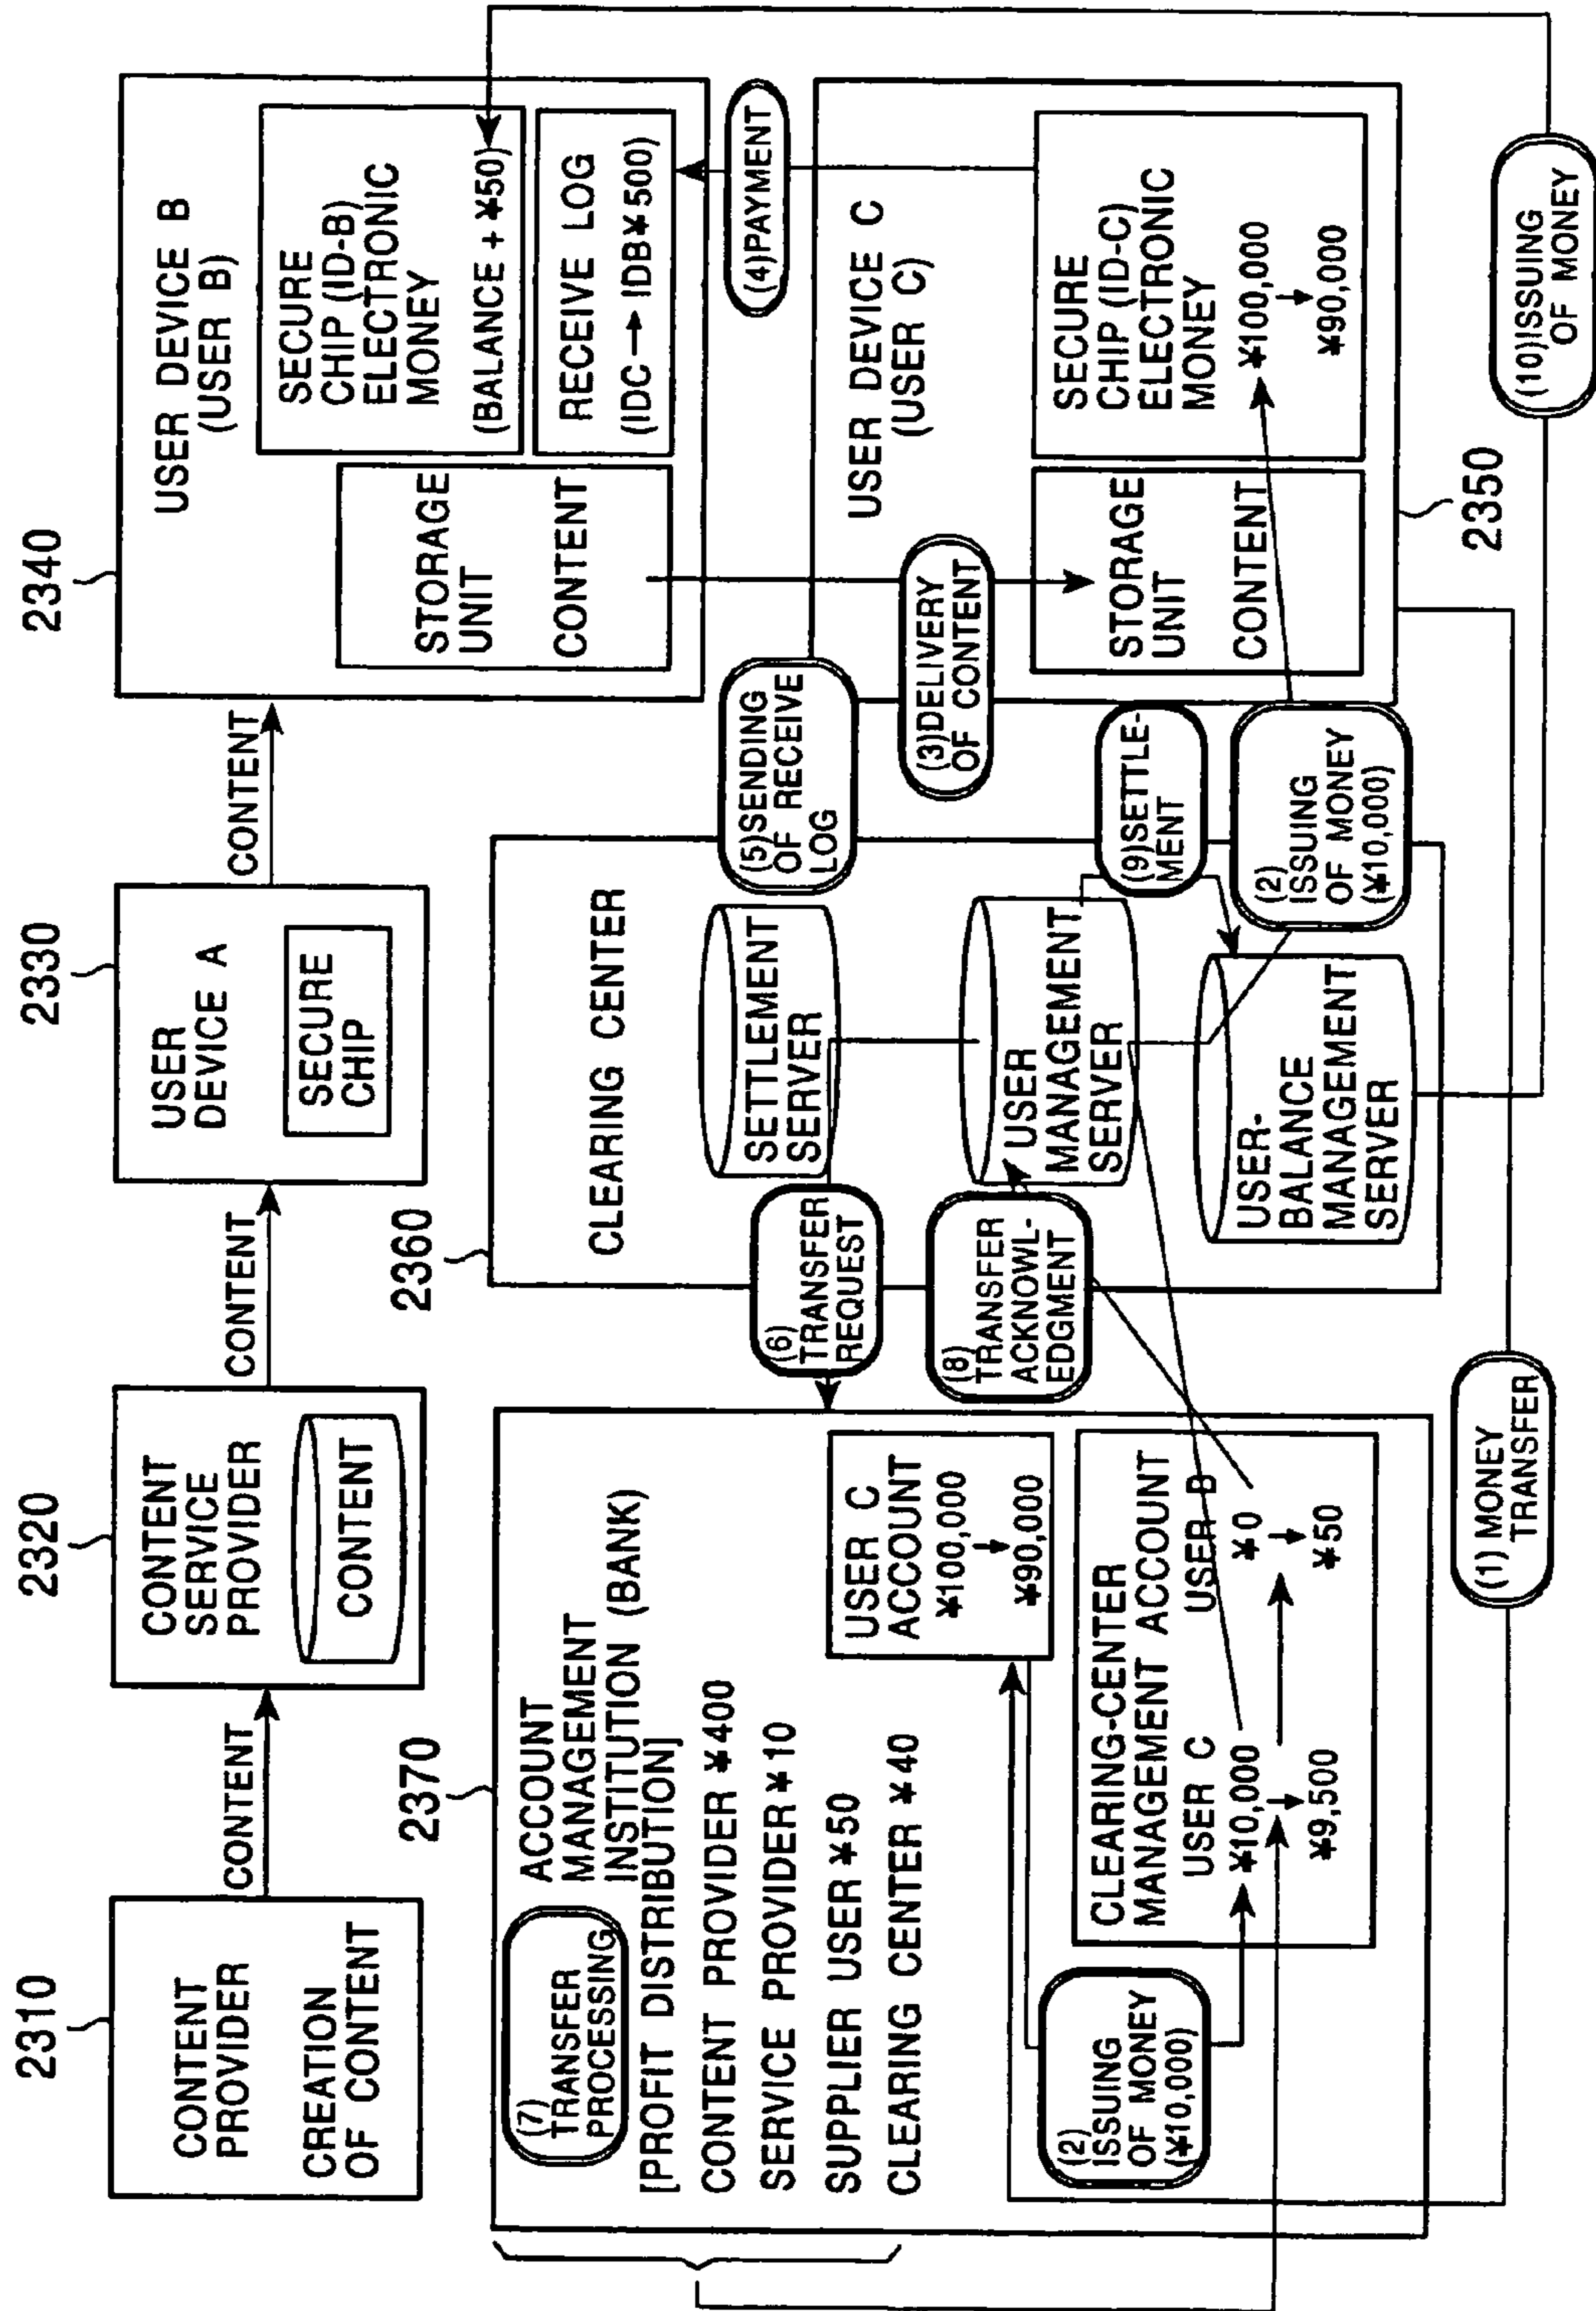 2310
CONTENT
PROVIDER
CREATION
OF CONTENT
CONTENT
2320
CONTENT
SERVICE
PROVIDER
CONTENT
CONTENT
2330
USER
DEVICE A
SECURE
CHIP
CONTENT
2340
USER DEVICE B
(USER B)
STORAGE
UNIT
CONTENT
SECURE
CHIP (ID-B)
ELECTRONIC
MONEY
(BALANCE + ¥50)
RECEIVE LOG
(IDC → IDB¥500)
2370
(7)
TRANSFER
PROCESSING
ACCOUNT
MANAGEMENT
INSTITUTION (BANK)
[PROFIT DISTRIBUTION]
CONTENT PROVIDER ¥400
SERVICE PROVIDER ¥10
SUPPLIER USER ¥50
CLEARING CENTER ¥40
USER C
ACCOUNT
¥100,000
→
¥90,000
(2)
ISSUING
OF MONEY
(¥10,000)
CLEARING-CENTER
MANAGEMENT ACCOUNT
USER C USER B
¥10,000 ¥0
→ → →
¥9,500 ¥50
2360
CLEARING CENTER
(6)
TRANSFER
REQUEST
(8)
TRANSFER
ACKNOWL-
EDGMENT
SETTLEMENT
SERVER
USER
MANAGEMENT
SERVER
USER-
BALANCE
MANAGEMENT
SERVER
(5)SENDING
OF RECEIVE
LOG
(3)DELIVERY
OF CONTENT
(9)SETTLE-
MENT
(2)
ISSUING
OF MONEY
(¥10,000)
(4)PAYMENT
USER DEVICE C
(USER C)
STORAGE
UNIT
CONTENT
SECURE
CHIP (ID-C)
ELECTRONIC
MONEY
¥100,000
→
¥90,000
2350
(1) MONEY
TRANSFER
(10)ISSUING
OF MONEY